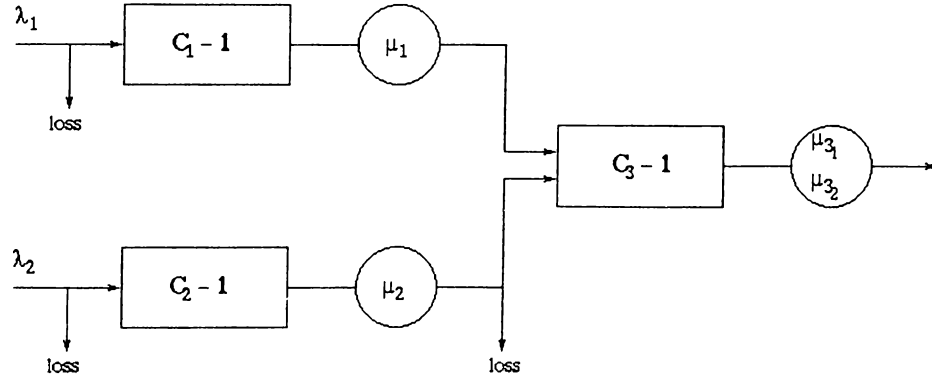 λ₁
C₁ – 1
μ₁
loss
C₃ – 1
μ₃₁
μ₃₂
λ₂
C₂ – 1
μ₂
loss
loss